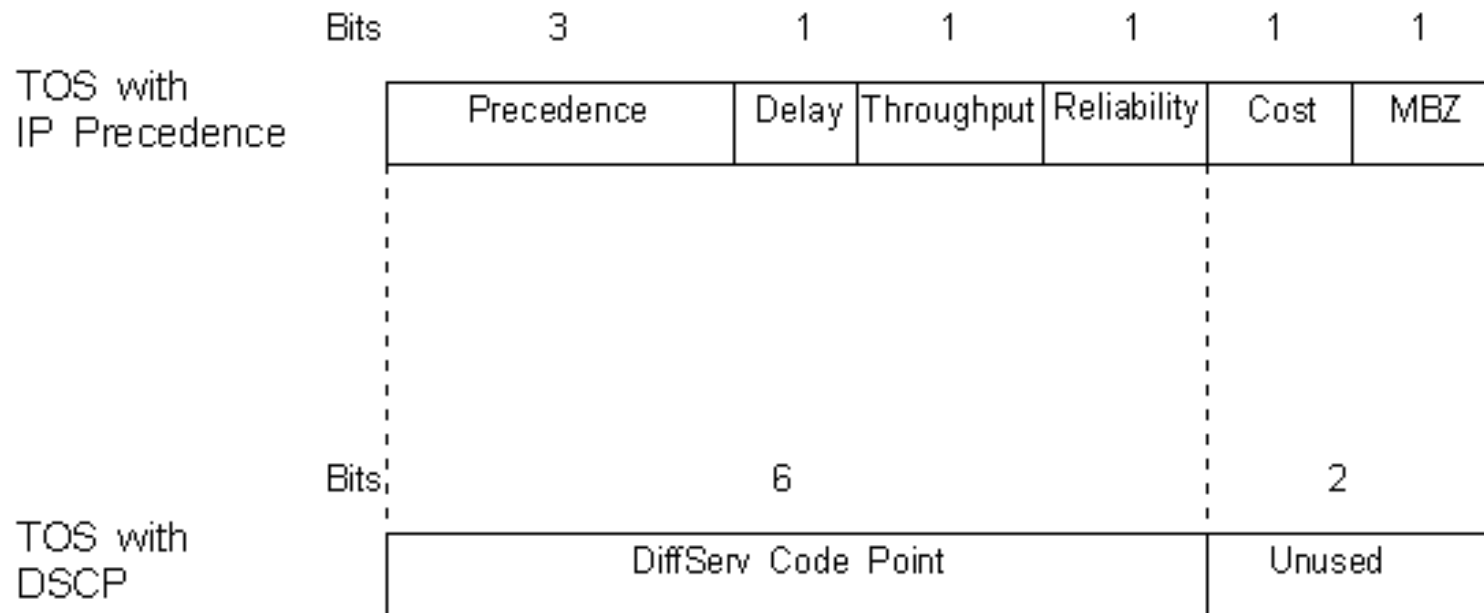 Bits 3 1 1 1 1 1
TOS with
IP Precedence
Precedence Delay Throughput Reliability Cost MBZ
Bits 6 2
TOS with
DSCP
DiffServ Code Point Unused